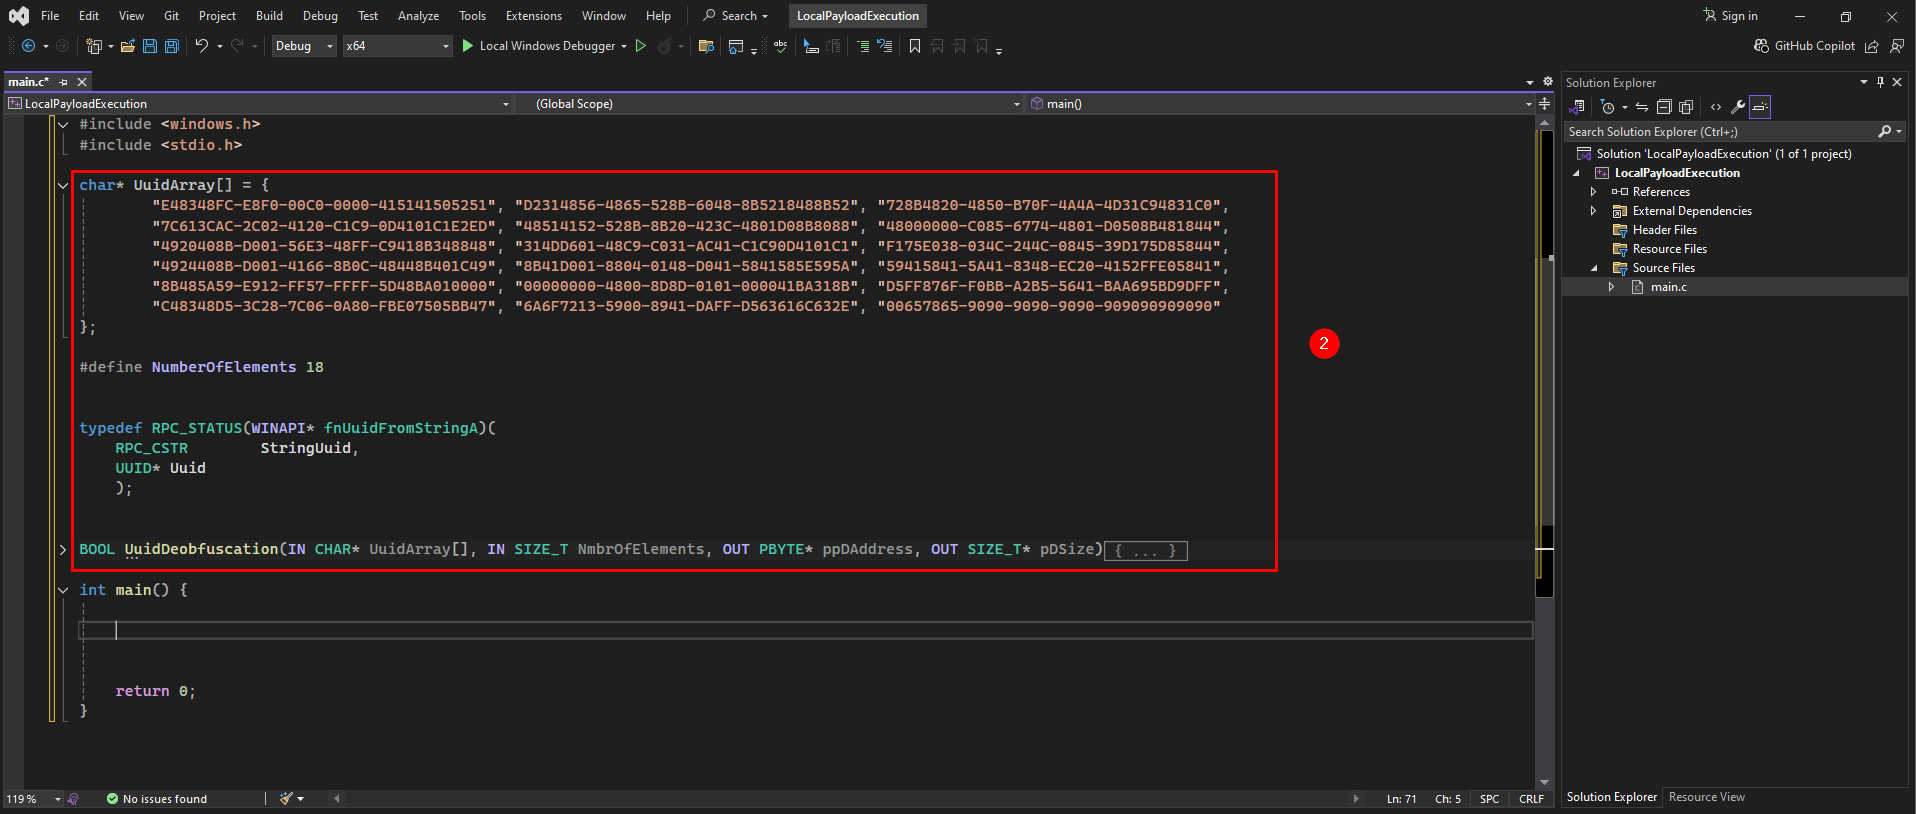 File Edit View Git Project Build Debug Test Analyze Tools Extensions Window Help Search LocalPayloadExecution Sign in
Debug x64 Local Windows Debugger GitHub Copilot
main.c*
LocalPayloadExecution (Global Scope) main()
#include <windows.h>
#include <stdio.h>
char* UuidArray[] = {
"E48348FC-E8F0-00C0-0000-415141505251", "D2314856-4865-528B-6048-8B5218488B52", "728B4820-4850-B70F-4A4A-4D31C94831C0",
"7C613CAC-2C02-4120-C1C9-0D4101C1E2ED", "48514152-528B-8B20-423C-4801D08B8088", "48000000-C085-6774-4801-D0508B481844",
"4920408B-D001-56E3-48FF-C9418B348848", "314DD601-48C9-C031-AC41-C1C90D4101C1", "F175E038-034C-244C-0845-39D175D85844",
"4924408B-D001-4166-8B0C-48448B401C49", "8B41D001-8804-0148-D041-5841585E595A", "59415841-5A41-8348-EC20-4152FFE05841",
"8B485A59-E912-FF57-FFFF-5D48BA010000", "00000000-4800-8D8D-0101-000041BA318B", "D5FF876F-F0BB-A2B5-5641-BAA695BD9DFF",
"C48348D5-3C28-7C06-0A80-FBE07505BB47", "6A6F7213-5900-8941-DAFF-D563616C632E", "00657865-9090-9090-9090-909090909090"
};
#define NumberOfElements 18
typedef RPC_STATUS(WINAPI* fnUuidFromStringA)(
RPC_CSTR StringUuid,
UUID* Uuid
);
BOOL UuidDeobfuscation(IN CHAR* UuidArray[], IN SIZE_T NmbrOfElements, OUT PBYTE* ppDAddress, OUT SIZE_T* pDSize){ ... }
int main() {
return 0;
}
2
119 % No issues found Ln: 71 Ch: 5 SPC CRLF
Solution Explorer
Search Solution Explorer (Ctrl+;)
Solution 'LocalPayloadExecution' (1 of 1 project)
LocalPayloadExecution
References
External Dependencies
Header Files
Resource Files
Source Files
main.c
Solution Explorer Resource View